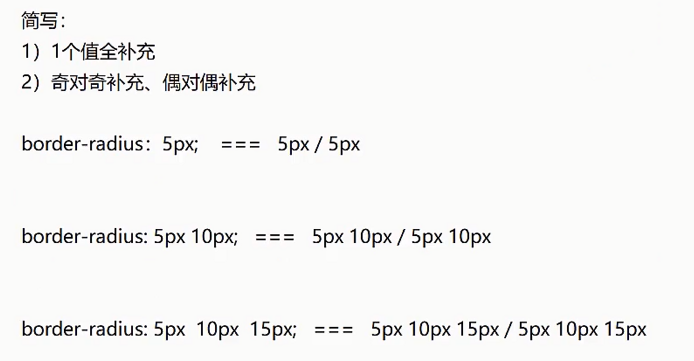 简写：
1）1个值全补充
2）奇对奇补充、偶对偶补充
border-radius：5px; === 5px / 5px
border-radius: 5px 10px; === 5px 10px / 5px 10px
border-radius: 5px 10px 15px; === 5px 10px 15px / 5px 10px 15px